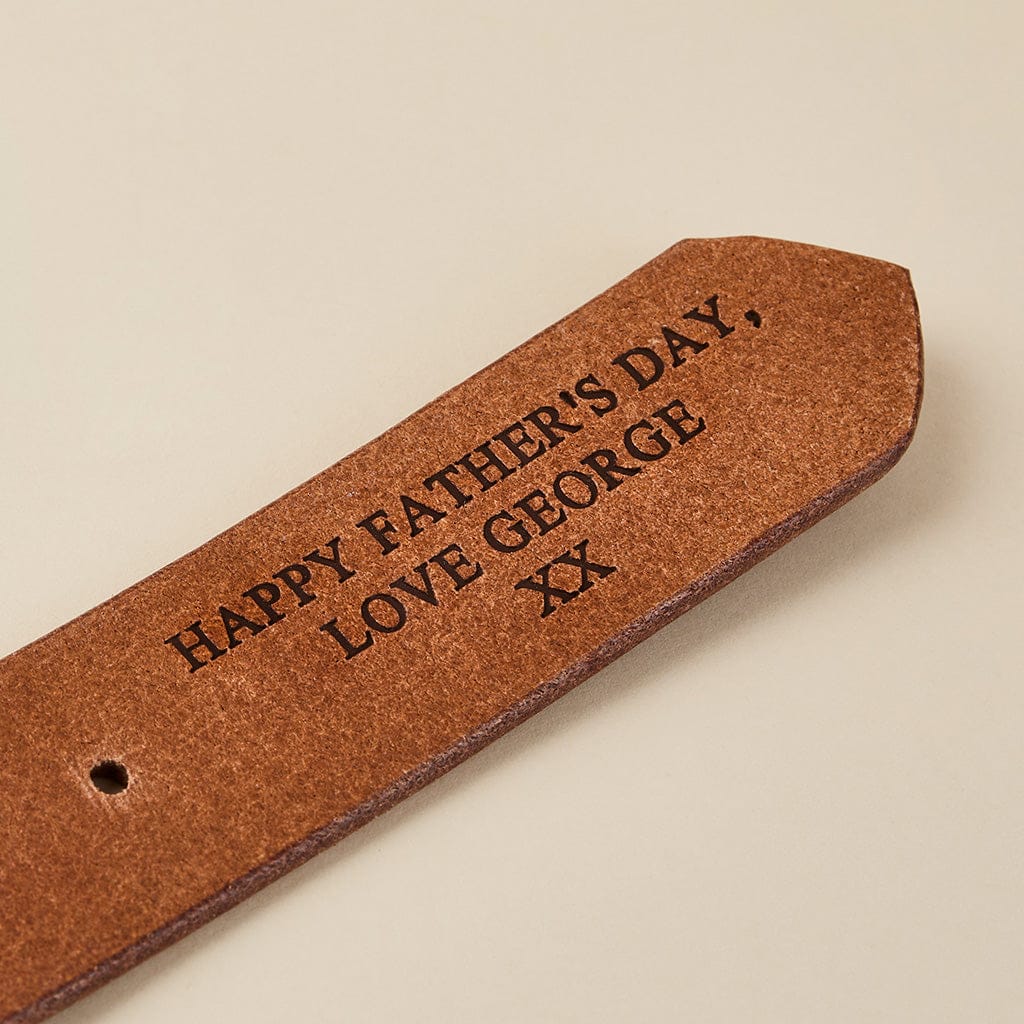 HAPPY FATHER'S DAY,
LOVE GEORGE
XX